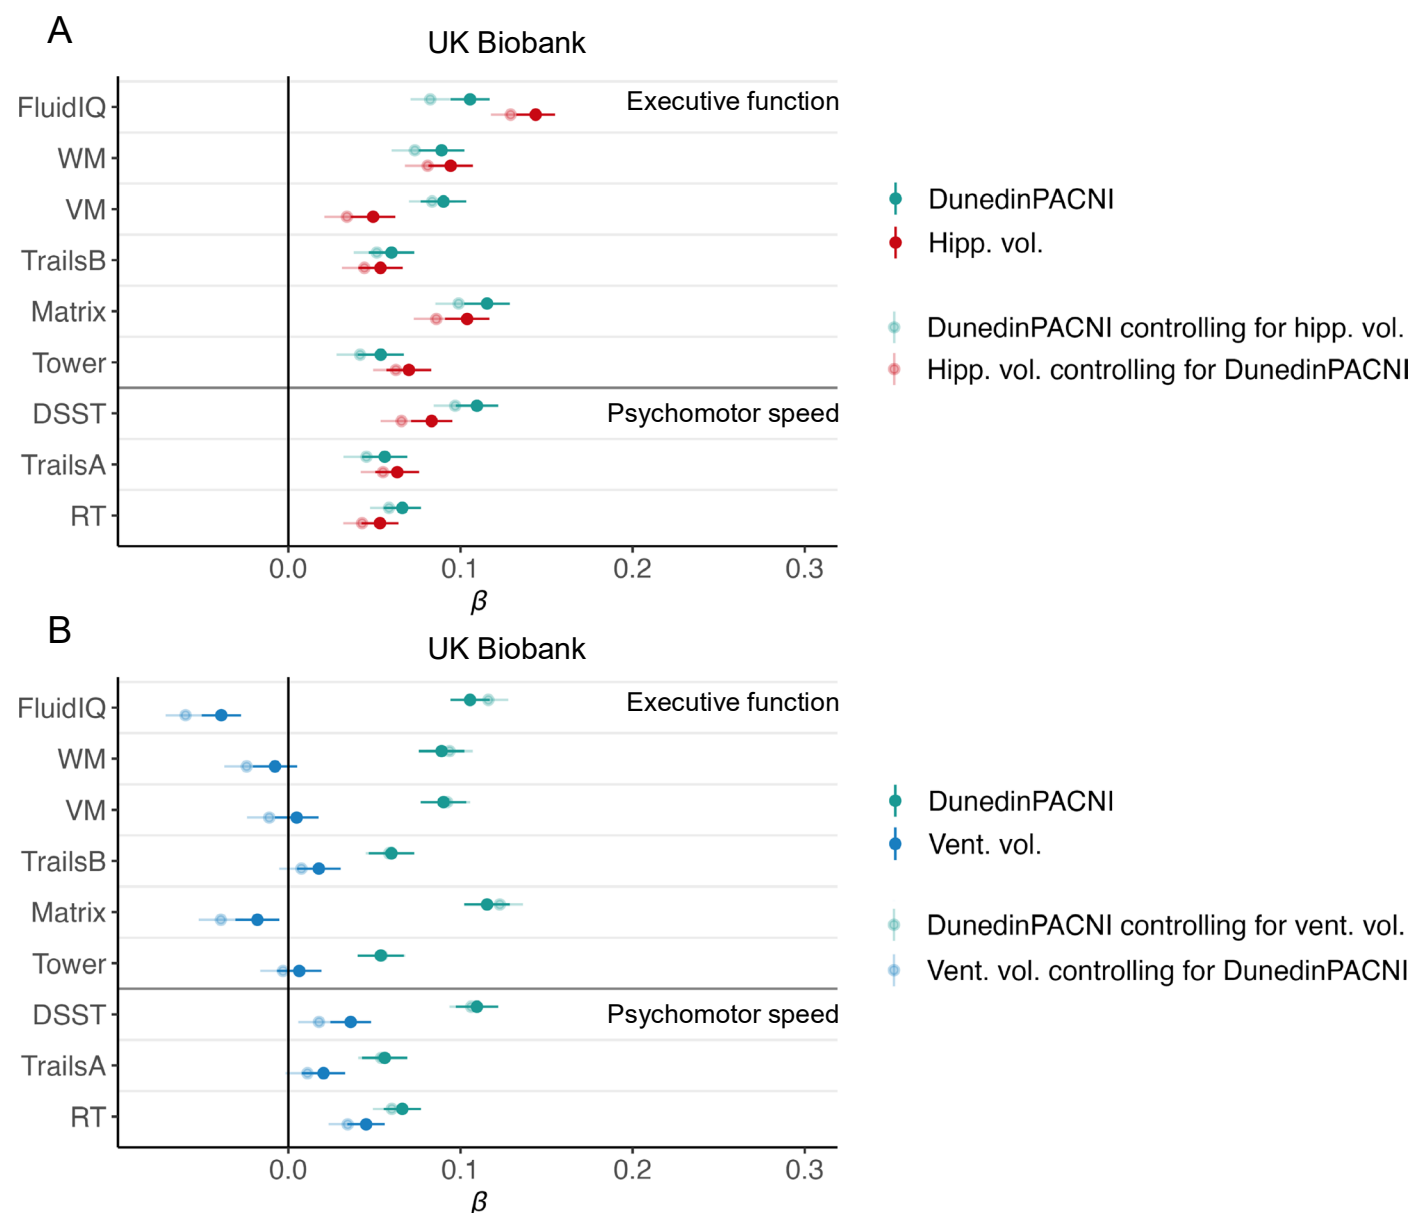 A
UK Biobank
FluidIQ
Executive function
WM
VM
TrailsB
Matrix
Tower
DSST
Psychomotor speed
TrailsA
RT
0.0 0.1 0.2 0.3
β
DunedinPACNI
Hipp. vol.
DunedinPACNI controlling for hipp. vol.
Hipp. vol. controlling for DunedinPACNI
B
UK Biobank
FluidIQ
Executive function
WM
VM
TrailsB
Matrix
Tower
DSST
Psychomotor speed
TrailsA
RT
0.0 0.1 0.2 0.3
β
DunedinPACNI
Vent. vol.
DunedinPACNI controlling for vent. vol.
Vent. vol. controlling for DunedinPACNI